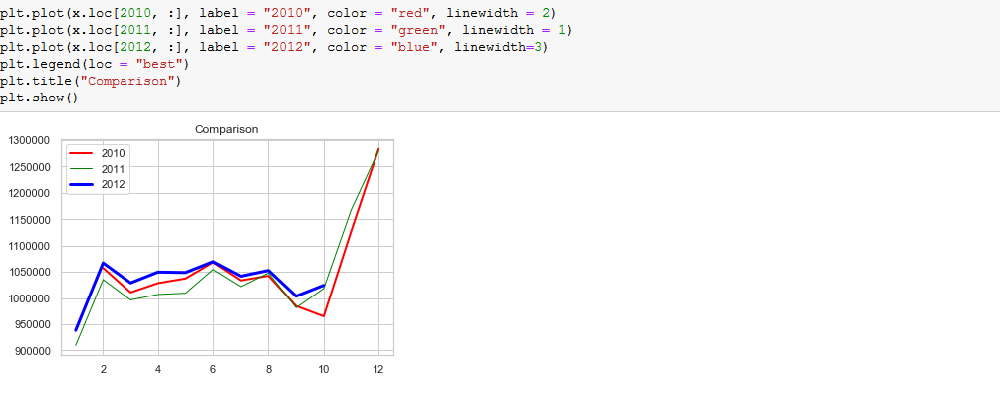 plt.plot(x.loc[2010, :], label = "2010", color = "red", linewidth = 2)
plt.plot(x.loc[2011, :], label = "2011", color = "green", linewidth = 1)
plt.plot(x.loc[2012, :], label = "2012", color = "blue", linewidth=3)
plt.legend(loc = "best")
plt.title("Comparison")
plt.show()
Comparison
1300000
1250000
1200000
1150000
1100000
1050000
1000000
950000
900000
2010
2011
2012
2 4 6 8 10 12